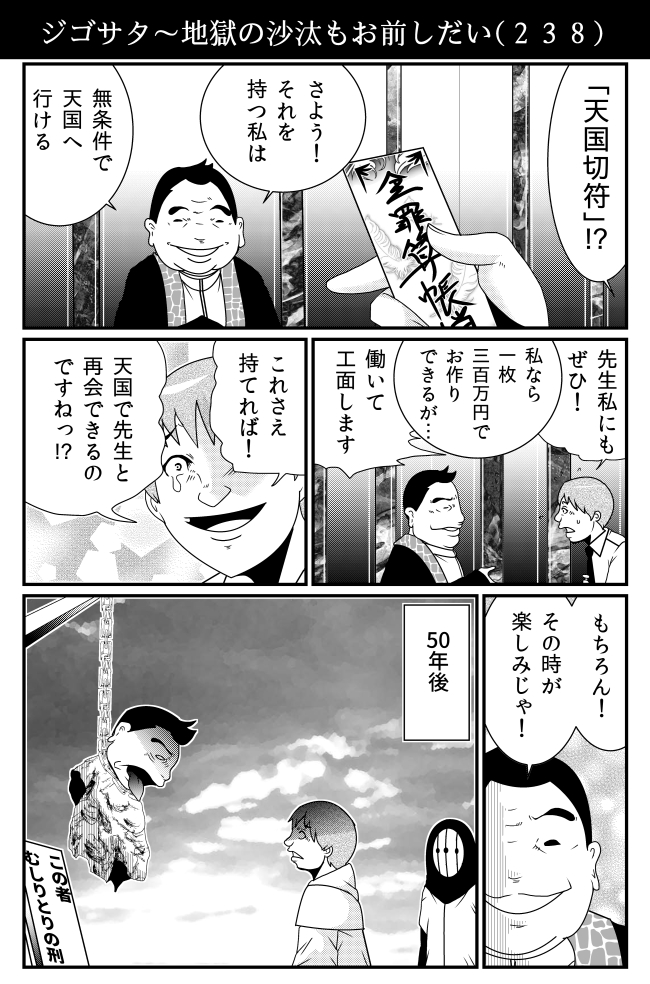 ジゴサタ～地獄の沙汰もお前しだい(２３８)
「天国切符」!?
さよう！
それを
持つ私は
無条件で
天国へ
行ける
全罪算帳消
先生私にも
ぜひ！
私なら
一枚
三百万円で
お作り
できるが…
働いて
工面します
これさえ
持てれば！
天国で先生と
再会できるの
ですねっ!?
もちろん！
その時が
楽しみじゃ！
50年後
この者
むしりとりの刑